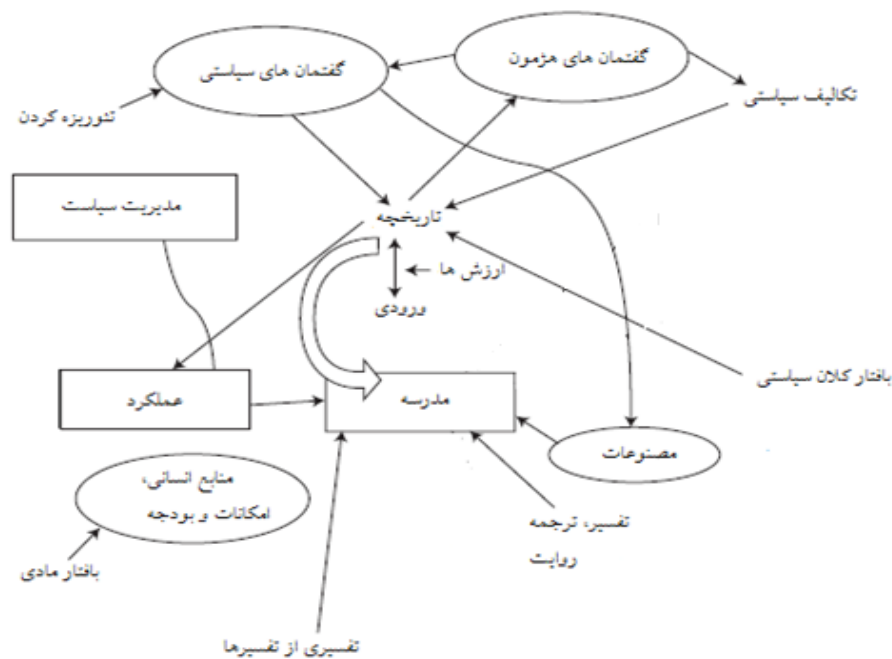 گفتمان های هژمون
گفتمان های سیاستی
تکالیف سیاستی
تئوریزه کردن
مدیریت سیاست
تاریخچه
ارزش ها
ورودی
بافتار کلان سیاستی
مدرسه
عملکرد
مصنوعات
منابع انسانی،
امکانات و بودجه
تفسیر، ترجمه
روایت
بافتار مادی
تفسیری از تفسیرها